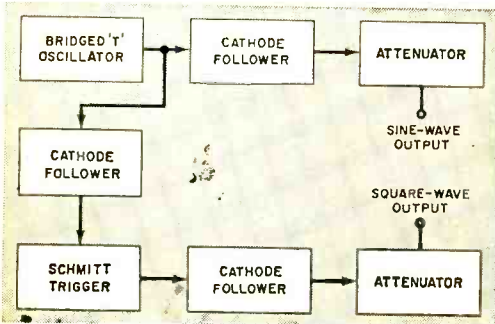 BRIDGED 'T'
OSCILLATOR
CATHODE
FOLLOWER
ATTENUATOR
SINE-WAVE
OUTPUT
CATHODE
FOLLOWER
SQUARE-WAVE
OUTPUT
SCHMITT
TRIGGER
CATHODE
FOLLOWER
ATTENUATOR